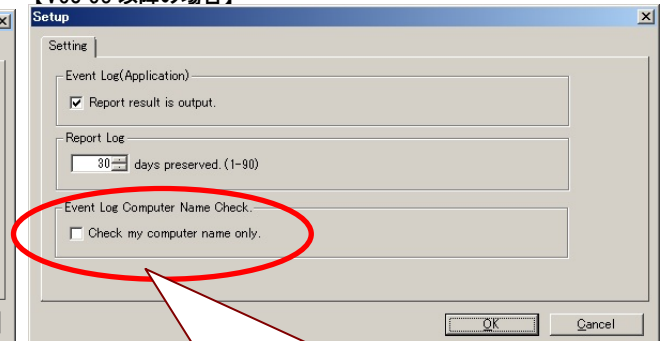 Setup
Setting
Event Log(Application)
Report result is output.
Report Log
30 days preserved. (1-90)
Event Log Computer Name Check.
Check my computer name only.
OK
Cancel